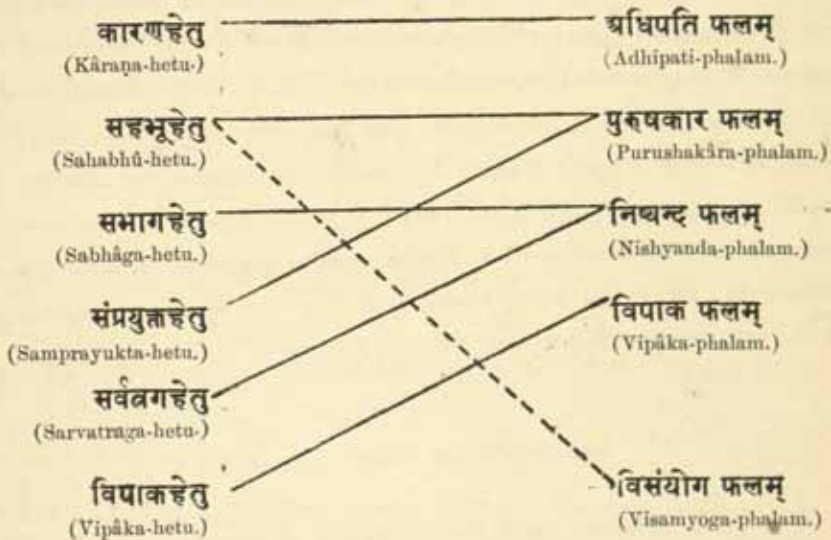 कारणहेतु
(Kâraṇa-hetu-)
सहभूहेतु
(Sahabhû-hetu.)
सभागहेतु
(Sabhâga-hetu.)
संप्रयुक्तहेतु
(Samprayukta-hetu.)
सर्वत्रगहेतु
(Sarvatraga-hetu-)
विपाकहेतु
(Vipâka-hetu.)
अधिपति फलम्
(Adhipati-phalam.)
पुरुषकार फलम्
(Purushakâra-phalam.)
निष्यन्द फलम्
(Nishyanda-phalam.)
विपाक फलम्
(Vipâka-phalam.)
विसंयोग फलम्
(Visamyoga-phalam.)